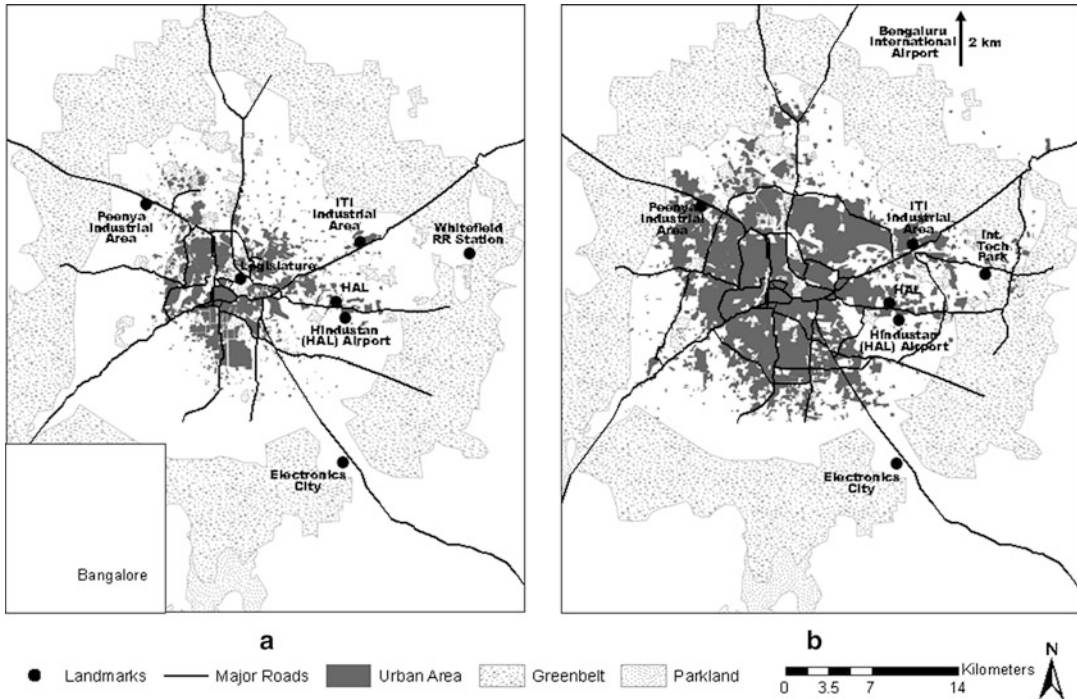 Peenya
Industrial
Area
ITI
Industrial
Area
Whitefield
RR Station
Legislature
HAL
Hindustan
(HAL) Airport
Electronics
City
Bangalore
a
Bengaluru
International
Airport
2 km
Peenya
Industrial
Area
ITI
Industrial
Area
Int.
Tech
Park
HAL
Hindustan
(HAL) Airport
Electronics
City
b
Landmarks
Major Roads
Urban Area
Greenbelt
Parkland
Kilometers
0 3.5 7 14
N